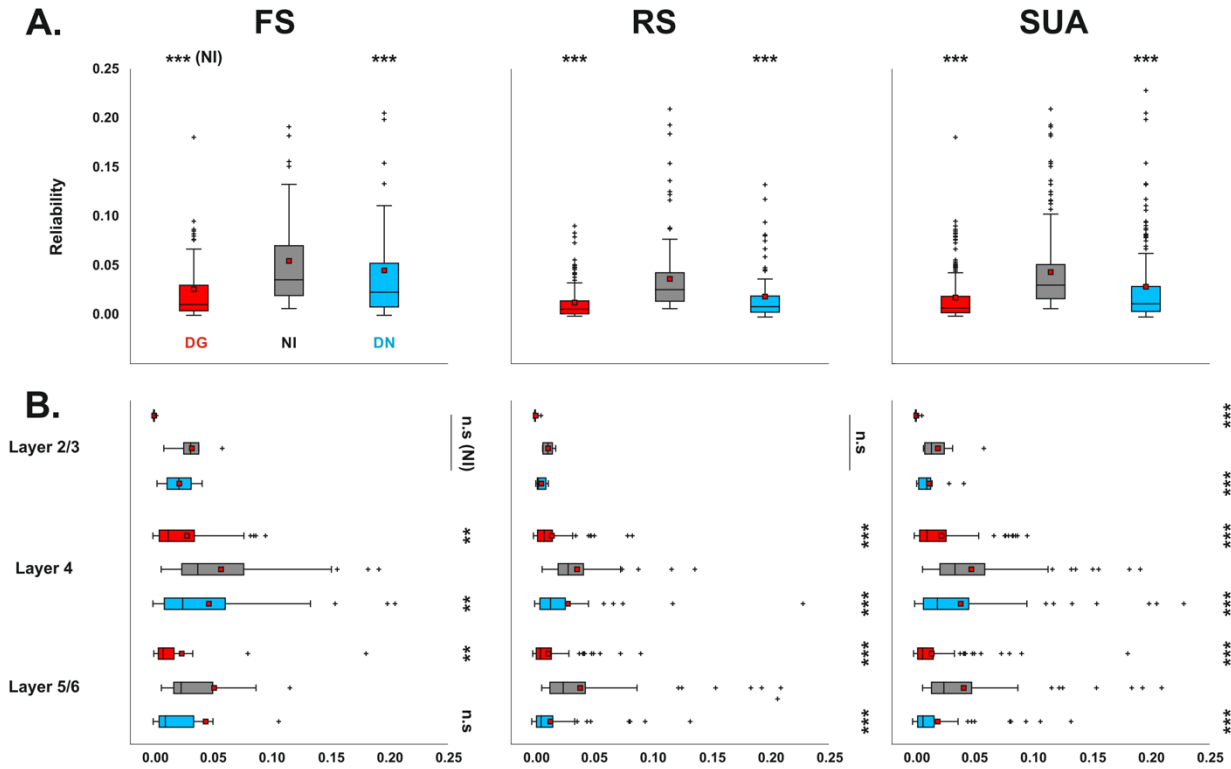 A. FS RS SUA
*** (NI) *** *** *** *** ***
0.25
0.20
0.15
0.10
0.05
0.00
Reliability
DG NI DN
B.
Layer 2/3
Layer 4
Layer 5/6
n.s (NI)
**
**
**
n.s
n.s
***
***
***
***
***
***
***
***
***
***
0.00 0.05 0.10 0.15 0.20 0.25 0.00 0.05 0.10 0.15 0.20 0.25 0.00 0.05 0.10 0.15 0.20 0.25